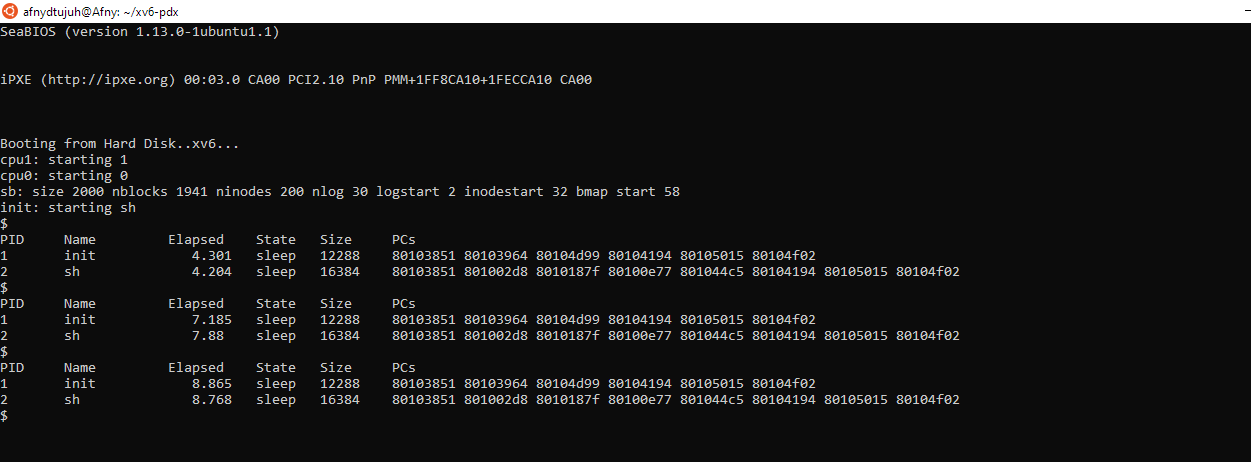 afnydtujuh@Afny: ~/xv6-pdx
SeaBIOS (version 1.13.0-1ubuntu1.1)
iPXE (http://ipxe.org) 00:03.0 CA00 PCI2.10 PnP PMM+1FF8CA10+1FECCA10 CA00
Booting from Hard Disk..xv6...
cpu1: starting 1
cpu0: starting 0
sb: size 2000 nblocks 1941 ninodes 200 nlog 30 logstart 2 inodestart 32 bmap start 58
init: starting sh
$
PID     Name         Elapsed    State   Size     PCs
1       init            4.301   sleep   12288    80103851 80103964 80104d99 80104194 80105015 80104f02
2       sh              4.204   sleep   16384    80103851 801002d8 8010187f 80100e77 801044c5 80104194 80105015 80104f02
$
PID     Name         Elapsed    State   Size     PCs
1       init            7.185   sleep   12288    80103851 80103964 80104d99 80104194 80105015 80104f02
2       sh              7.88    sleep   16384    80103851 801002d8 8010187f 80100e77 801044c5 80104194 80105015 80104f02
$
PID     Name         Elapsed    State   Size     PCs
1       init            8.865   sleep   12288    80103851 80103964 80104d99 80104194 80105015 80104f02
2       sh              8.768   sleep   16384    80103851 801002d8 8010187f 80100e77 801044c5 80104194 80105015 80104f02
$